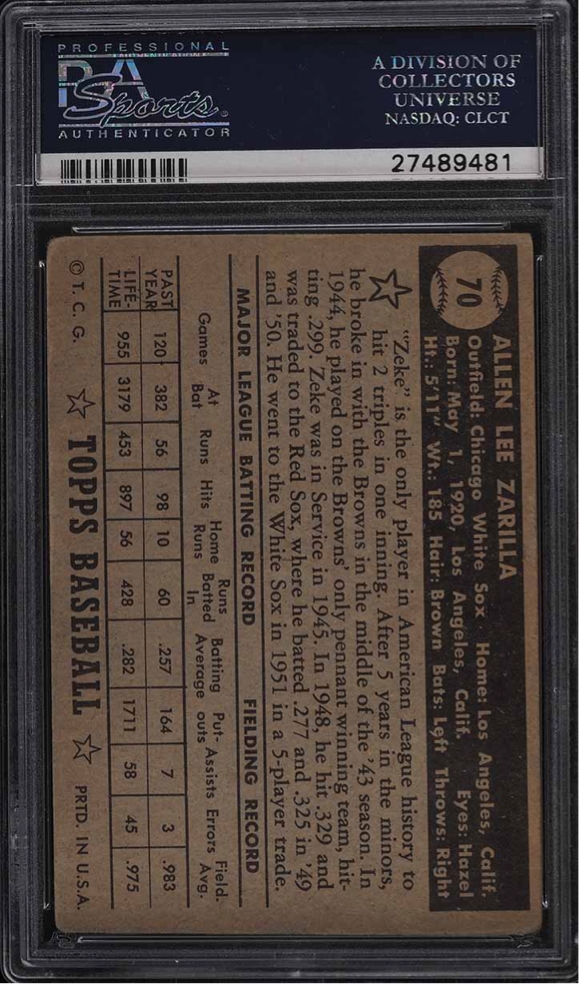 PROFESSIONAL
PSA
Sports®
AUTHENTICATOR
A DIVISION OF
COLLECTORS
UNIVERSE
NASDAQ: CLCT
27489481
70
ALLEN LEE ZARILLA
Outfield: Chicago White Sox Home: Los Angeles, Calif.
Born: May 1, 1920, Los Angeles, Calif. Eyes: Hazel
Ht.: 5'11" Wt.: 185 Hair: Brown Bats: Left Throws: Right
"Zeke" is the only player in American League history to
hit 2 triples in one inning. After 5 years in the minors,
he broke in with the Browns in the middle of the '43 season. In
1944, he played on the Browns' only pennant winning team, hit-
ting .299. Zeke was in Service in 1945. In 1948, he hit .329 and
was traded to the Red Sox, where he batted .277 and .325 in '49
and '50. He went to the White Sox in 1951 in a 5-player trade.
MAJOR LEAGUE BATTING RECORD FIELDING RECORD
Games At Bat Runs Hits Home Runs Runs Batted In Batting Average Put-outs Assists Errors Field. Avg.
PAST YEAR 120 382 56 98 10 60 .257 164 7 3 .983
LIFE-TIME 955 3179 453 897 56 428 .282 1711 58 45 .975
© T. C. G. ☆ TOPPS BASEBALL ☆ PRTD. IN U.S.A.